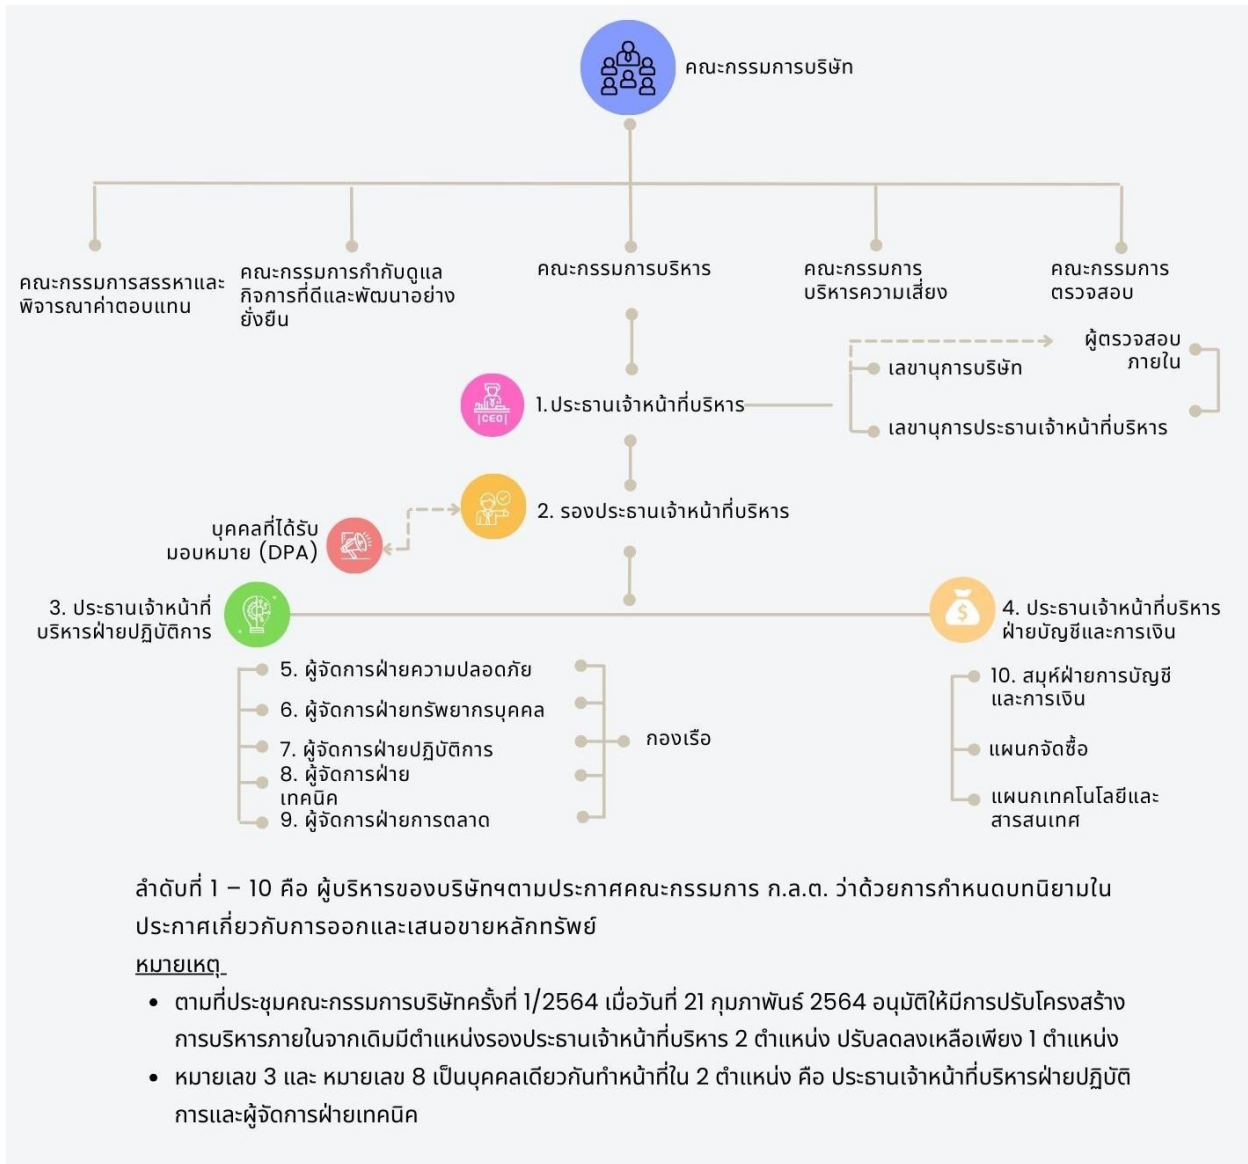 คณะกรรมการบริษัท
คณะกรรมการสรรหาและ
พิจารณาค่าตอบแทน
คณะกรรมการกำกับดูแล
กิจการที่ดีและพัฒนาอย่าง
ยั่งยืน
คณะกรรมการบริหาร
คณะกรรมการ
บริหารความเสี่ยง
คณะกรรมการ
ตรวจสอบ
ผู้ตรวจสอบ
ภายใน
เลขานุการบริษัท
CEO
1.ประธานเจ้าหน้าที่บริหาร
เลขานุการประธานเจ้าหน้าที่บริหาร
2. รองประธานเจ้าหน้าที่บริหาร
บุคคลที่ได้รับ
มอบหมาย (DPA)
3. ประธานเจ้าหน้าที่
บริหารฝ่ายปฏิบัติการ
$
4. ประธานเจ้าหน้าที่บริหาร
ฝ่ายบัญชีและการเงิน
5. ผู้จัดการฝ่ายความปลอดภัย
6. ผู้จัดการฝ่ายทรัพยากรบุคคล
7. ผู้จัดการฝ่ายปฏิบัติการ
8. ผู้จัดการฝ่าย
เทคนิค
9. ผู้จัดการฝ่ายการตลาด
กองเรือ
10. สมุห์ฝ่ายการบัญชี
และการเงิน
แผนกจัดซื้อ
แผนกเทคโนโลยีและ
สารสนเทศ
ลำดับที่ 1 – 10 คือ ผู้บริหารของบริษัทฯตามประกาศคณะกรรมการ ก.ล.ต. ว่าด้วยการกำหนดบทนิยามใน
ประกาศเกี่ยวกับการออกและเสนอขายหลักทรัพย์
หมายเหตุ
• ตามที่ประชุมคณะกรรมการบริษัทครั้งที่ 1/2564 เมื่อวันที่ 21 กุมภาพันธ์ 2564 อนุมัติให้มีการปรับโครงสร้าง
การบริหารภายในจากเดิมมีตำแหน่งรองประธานเจ้าหน้าที่บริหาร 2 ตำแหน่ง ปรับลดลงเหลือเพียง 1 ตำแหน่ง
• หมายเลข 3 และ หมายเลข 8 เป็นบุคคลเดียวกันทำหน้าที่ใน 2 ตำแหน่ง คือ ประธานเจ้าหน้าที่บริหารฝ่ายปฏิบัติ
การและผู้จัดการฝ่ายเทคนิค